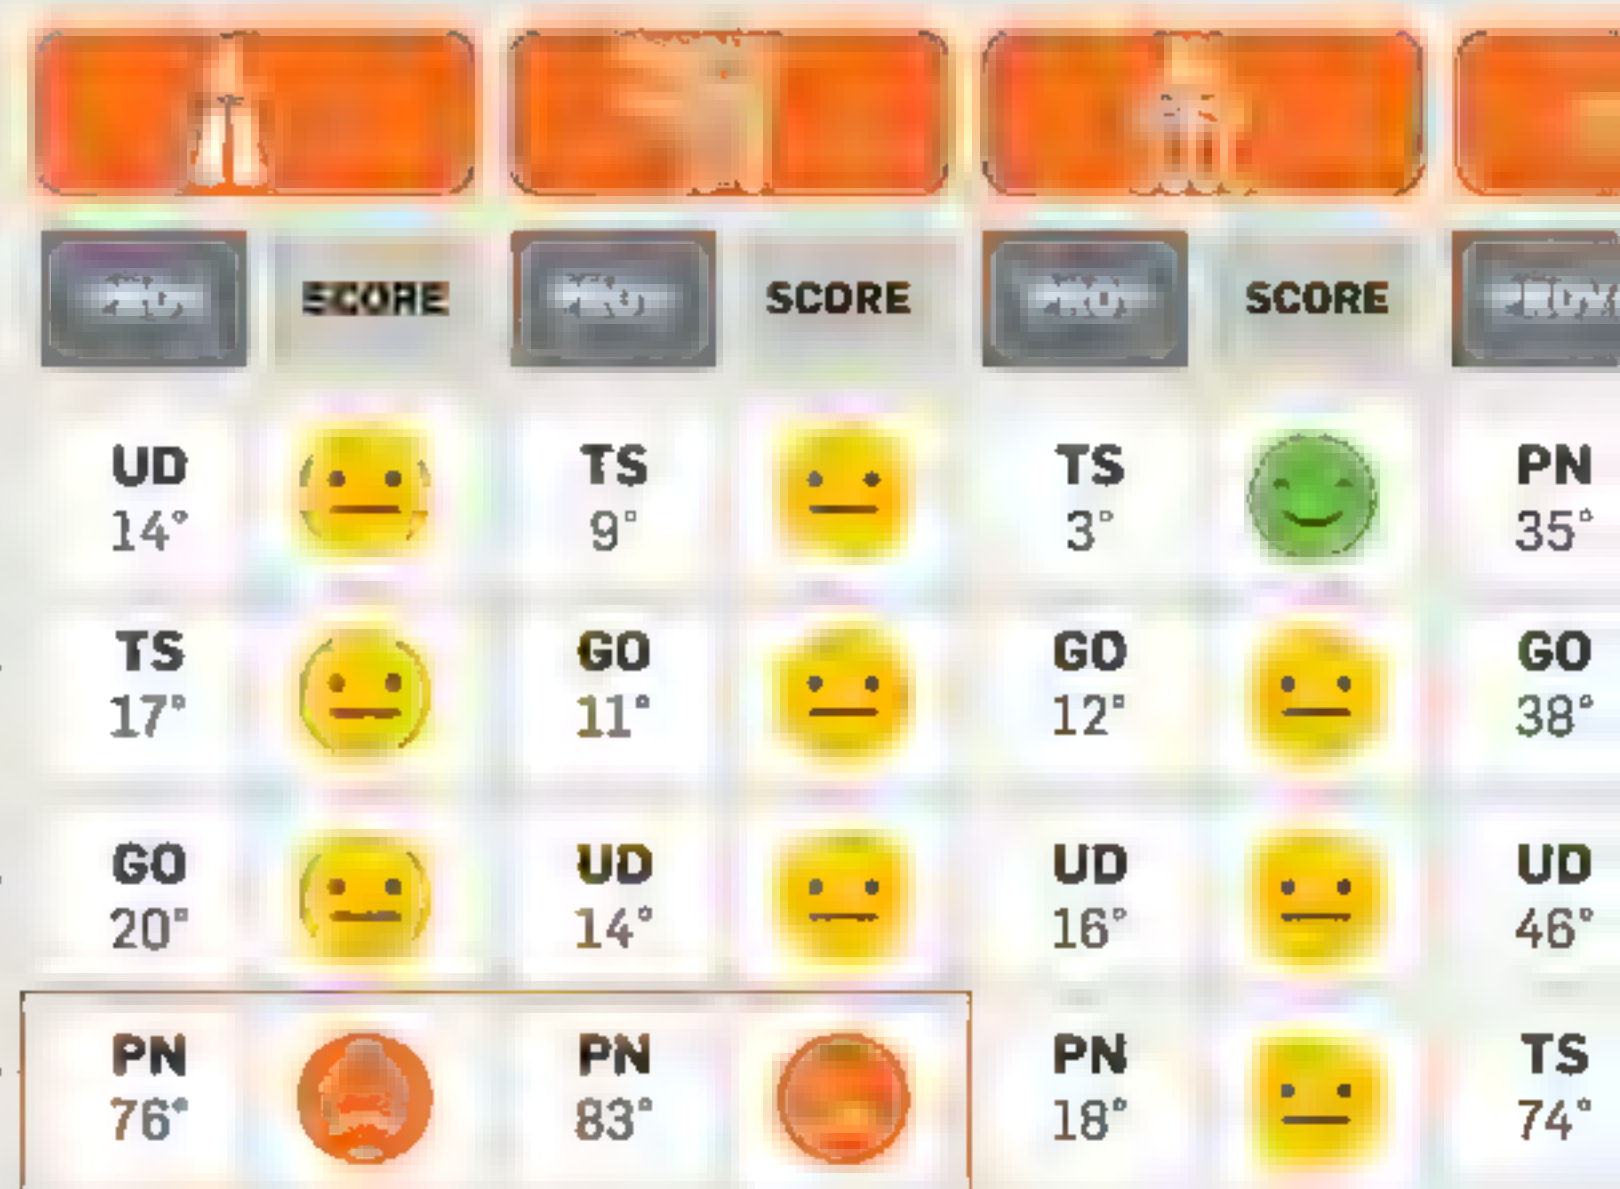 SCORE SCORE SCORE
UD TS TS PN
14° 9° 3° 35°
TS GO GO GO
17° 11° 12° 38°
GO UD UD UD
20° 14° 16° 46°
PN PN PN TS
76° 83° 18° 74°